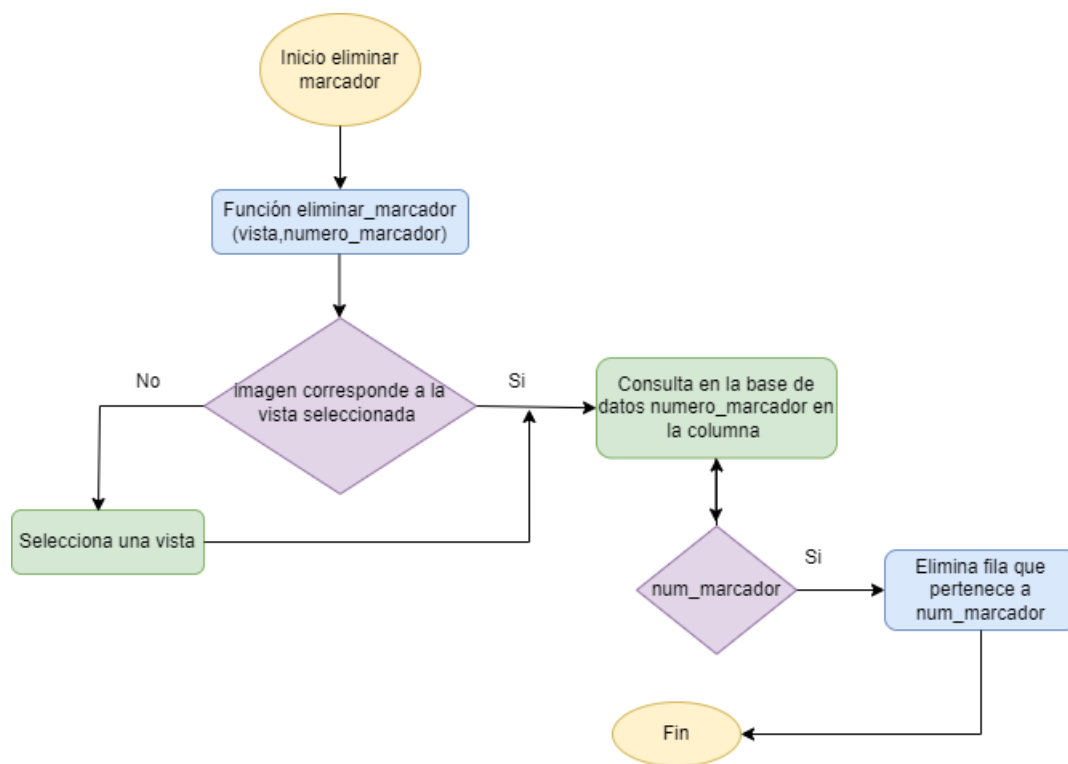 Inicio eliminar
marcador
Función eliminar_marcador
(vista,numero_marcador)
imagen corresponde a la
vista seleccionada
No
Si
Selecciona una vista
Consulta en la base de
datos numero_marcador en
la columna
num_marcador
Si
Elimina fila que
pertenece a
num_marcador
Fin